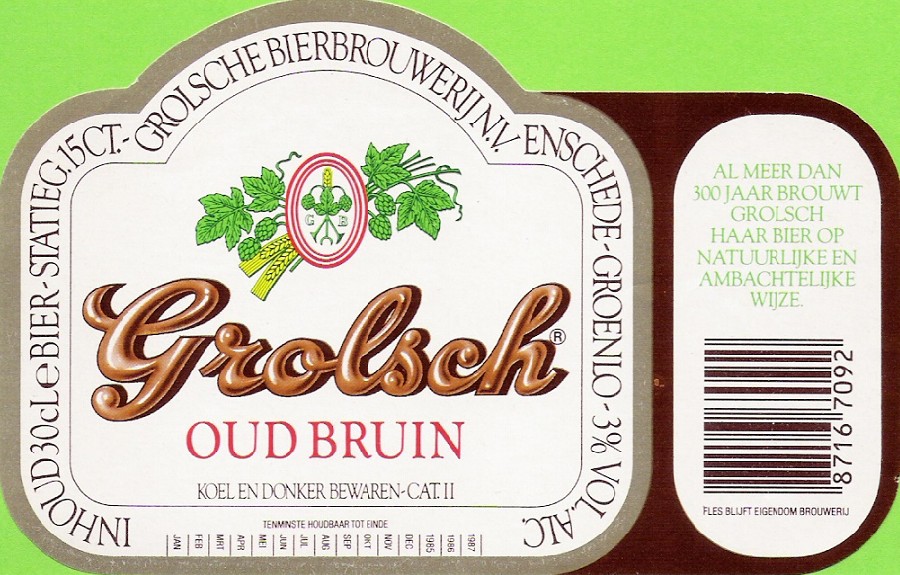 INHOUD 30cL e BIER - STATIEG. 15CT. - GROLSCHE BIERBROUWERIJ N.V. ENSCHEDE - GROENLO - 3% VOL. ALC.
G B
Grolsch®
OUD BRUIN
KOEL EN DONKER BEWAREN - CAT. II
TENMINSTE HOUDBAAR TOT EINDE
JAN FEB MRT APR MEI JUN JUL AUG SEP OKT NOV DEC 1985 1986 1987
AL MEER DAN
300 JAAR BROUWT
GROLSCH
HAAR BIER OP
NATUURLIJKE EN
AMBACHTELIJKE
WIJZE.
8716 7092
FLES BLIJFT EIGENDOM BROUWERIJ